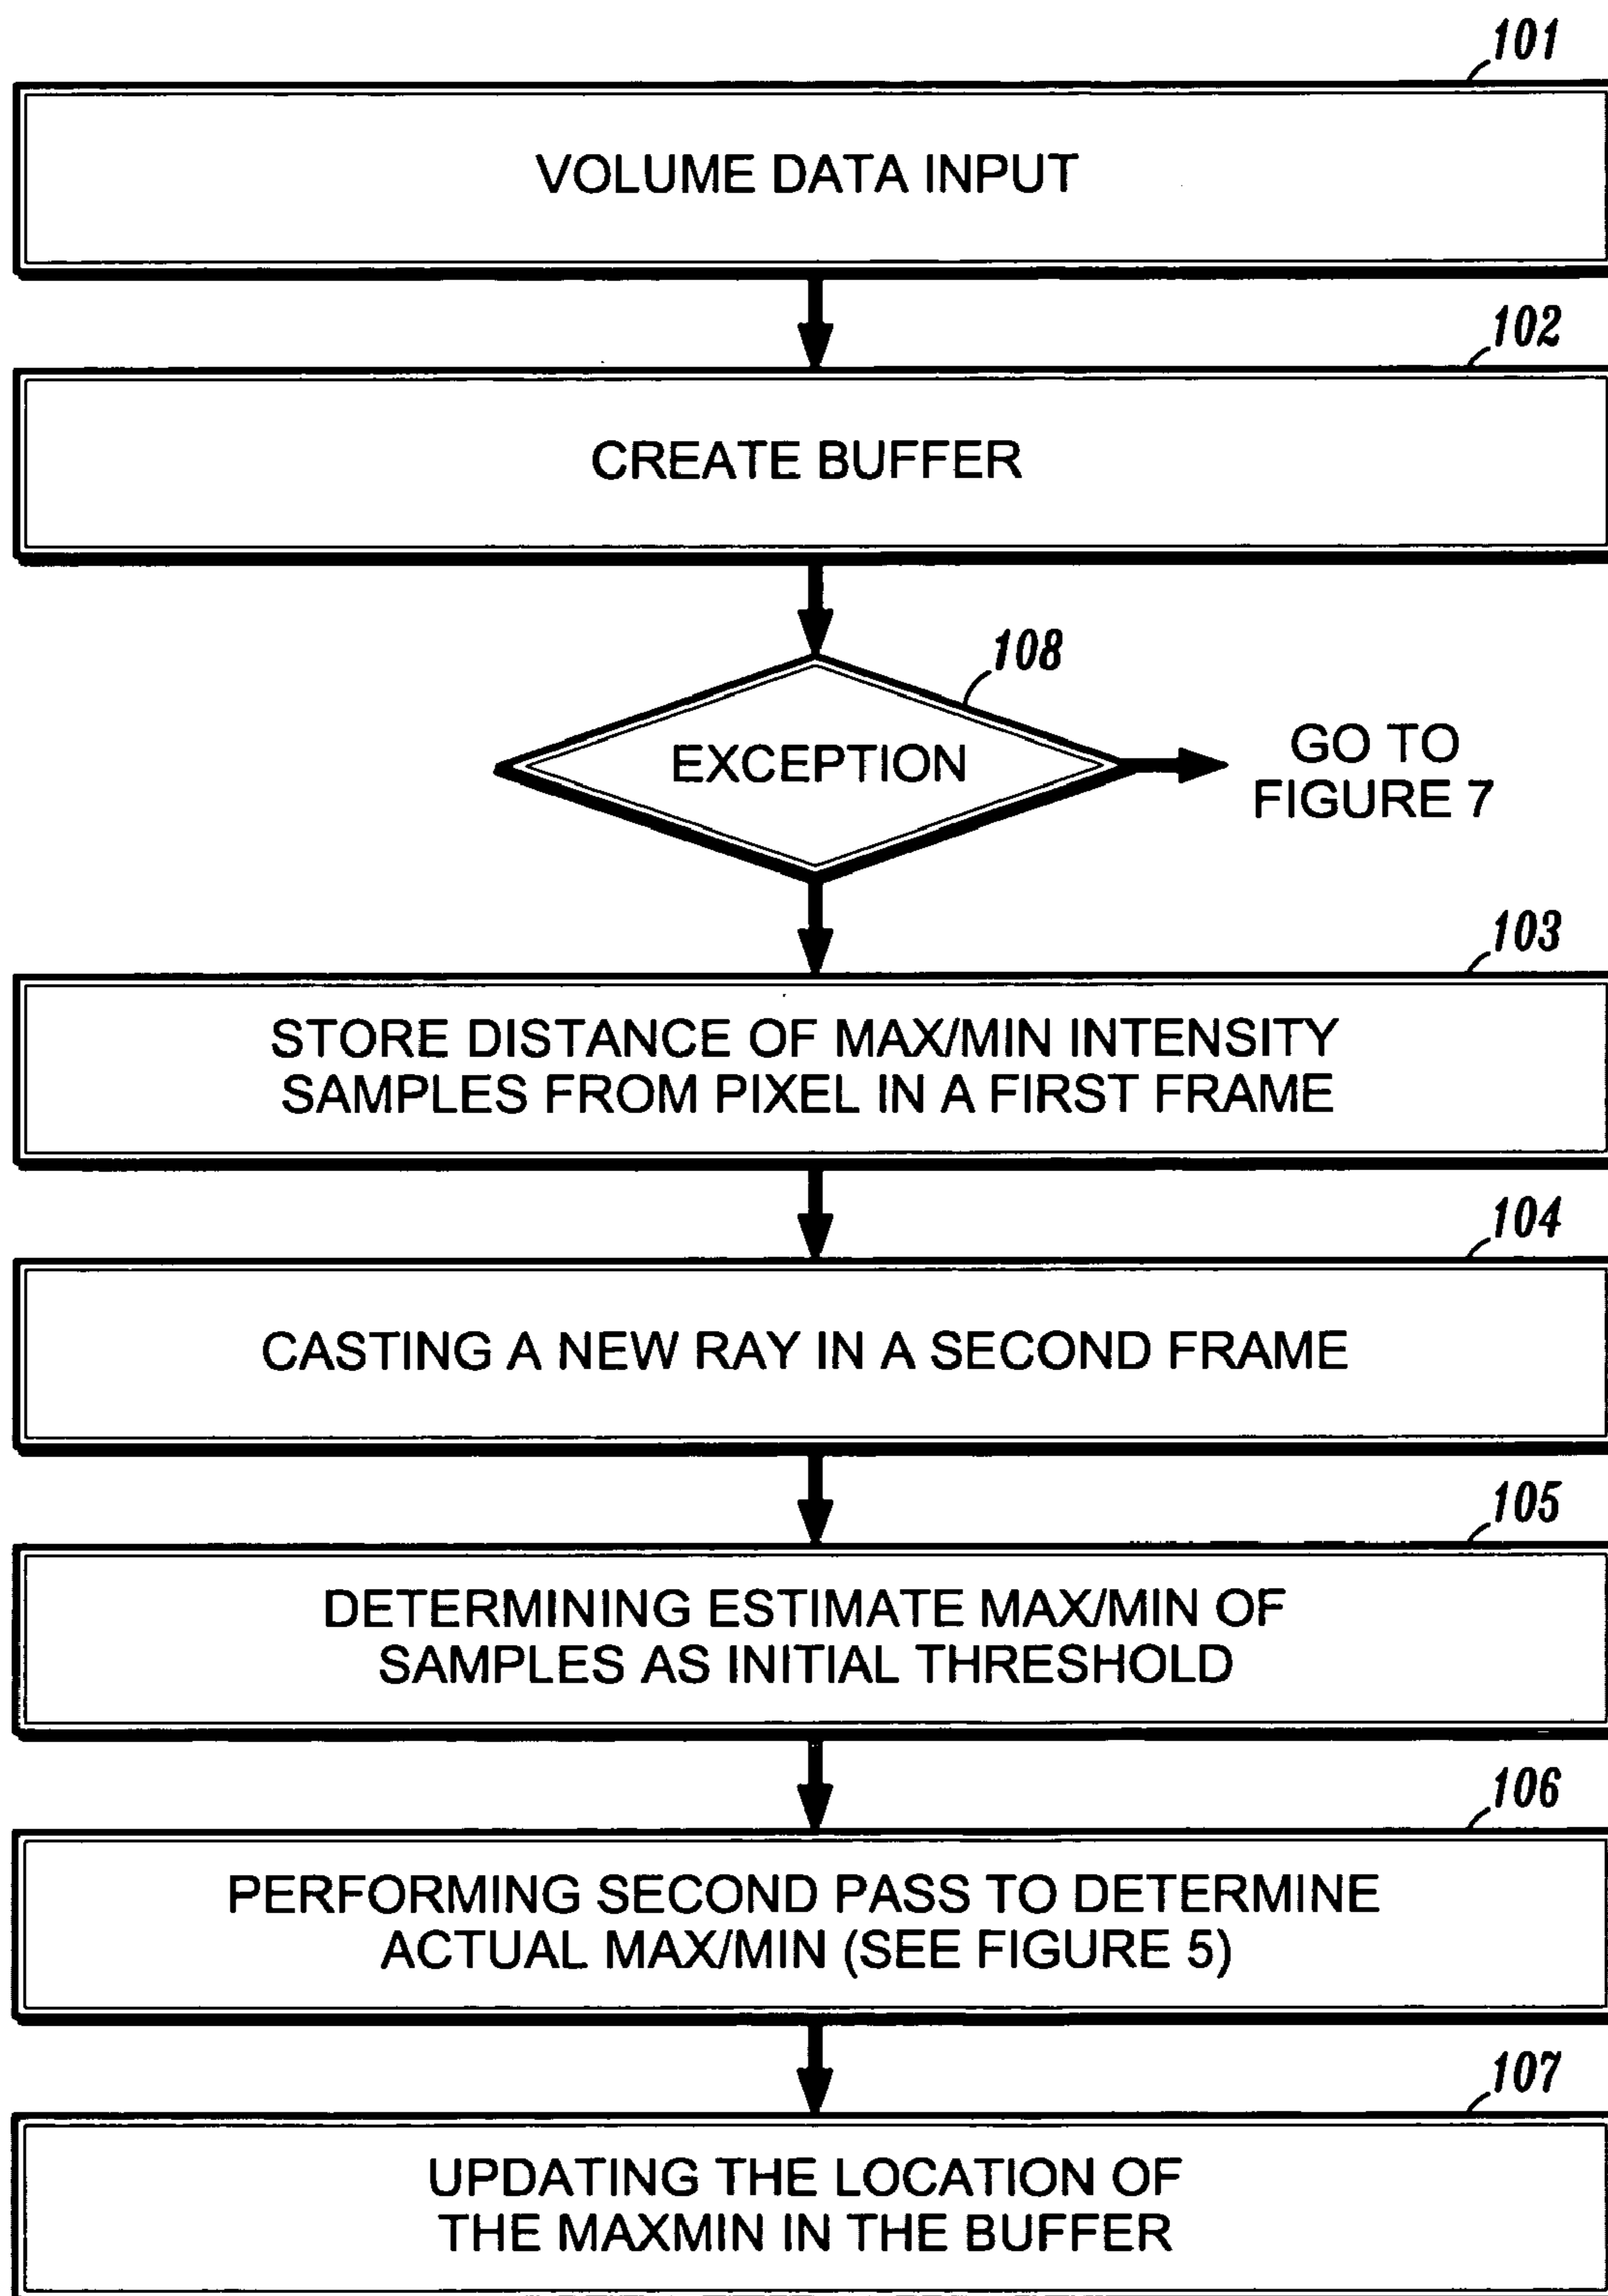 101
VOLUME DATA INPUT
102
CREATE BUFFER
108
EXCEPTION
GO TO
FIGURE 7
103
STORE DISTANCE OF MAX/MIN INTENSITY
SAMPLES FROM PIXEL IN A FIRST FRAME
104
CASTING A NEW RAY IN A SECOND FRAME
105
DETERMINING ESTIMATE MAX/MIN OF
SAMPLES AS INITIAL THRESHOLD
106
PERFORMING SECOND PASS TO DETERMINE
ACTUAL MAX/MIN (SEE FIGURE 5)
107
UPDATING THE LOCATION OF
THE MAXMIN IN THE BUFFER